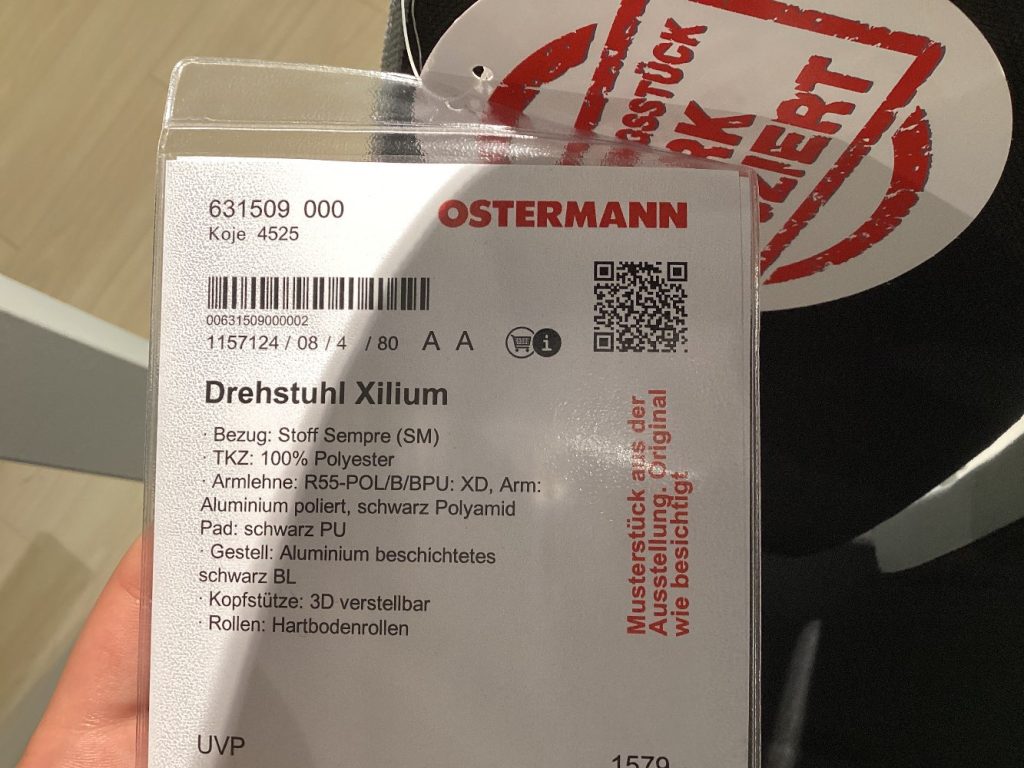 631509 000
Koje 4525
OSTERMANN
00631509000002
1157124 / 08 / 4 / 80 A A
i
Drehstuhl Xilium
· Bezug: Stoff Sempre (SM)
· TKZ: 100% Polyester
· Armlehne: R55-POL/B/BPU: XD, Arm:
Aluminium poliert, schwarz Polyamid
Pad: schwarz PU
· Gestell: Aluminium beschichtetes
schwarz BL
· Kopfstütze: 3D verstellbar
· Rollen: Hartbodenrollen
Musterstück aus der
Ausstellung. Original
wie besichtigt
UVP
1579